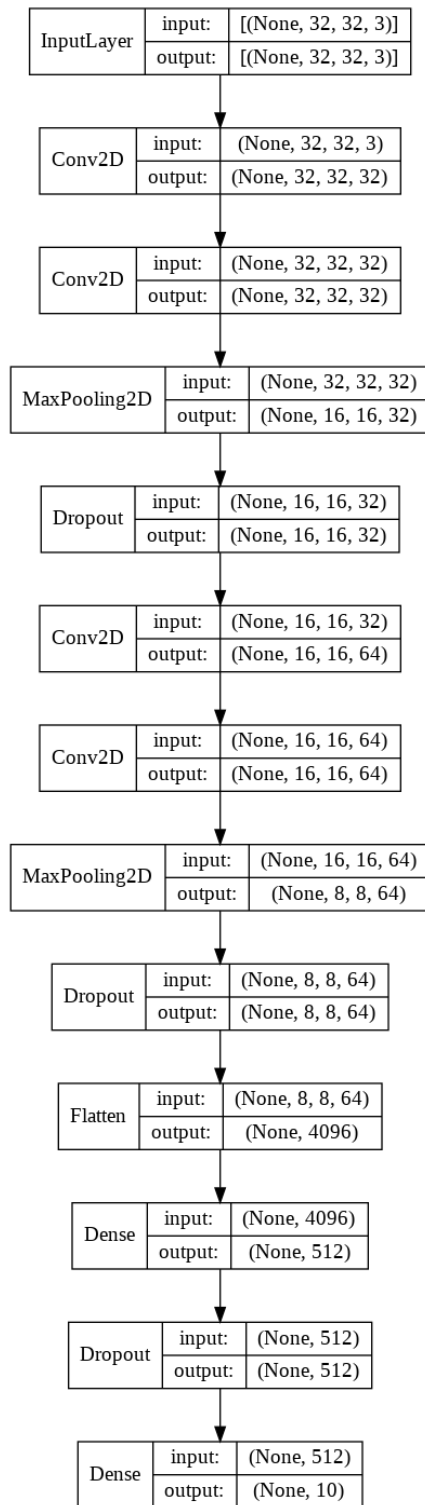 InputLayer input: [(None, 32, 32, 3)]
output: [(None, 32, 32, 3)]
Conv2D input: (None, 32, 32, 3)
output: (None, 32, 32, 32)
Conv2D input: (None, 32, 32, 32)
output: (None, 32, 32, 32)
MaxPooling2D input: (None, 32, 32, 32)
output: (None, 16, 16, 32)
Dropout input: (None, 16, 16, 32)
output: (None, 16, 16, 32)
Conv2D input: (None, 16, 16, 32)
output: (None, 16, 16, 64)
Conv2D input: (None, 16, 16, 64)
output: (None, 16, 16, 64)
MaxPooling2D input: (None, 16, 16, 64)
output: (None, 8, 8, 64)
Dropout input: (None, 8, 8, 64)
output: (None, 8, 8, 64)
Flatten input: (None, 8, 8, 64)
output: (None, 4096)
Dense input: (None, 4096)
output: (None, 512)
Dropout input: (None, 512)
output: (None, 512)
Dense input: (None, 512)
output: (None, 10)